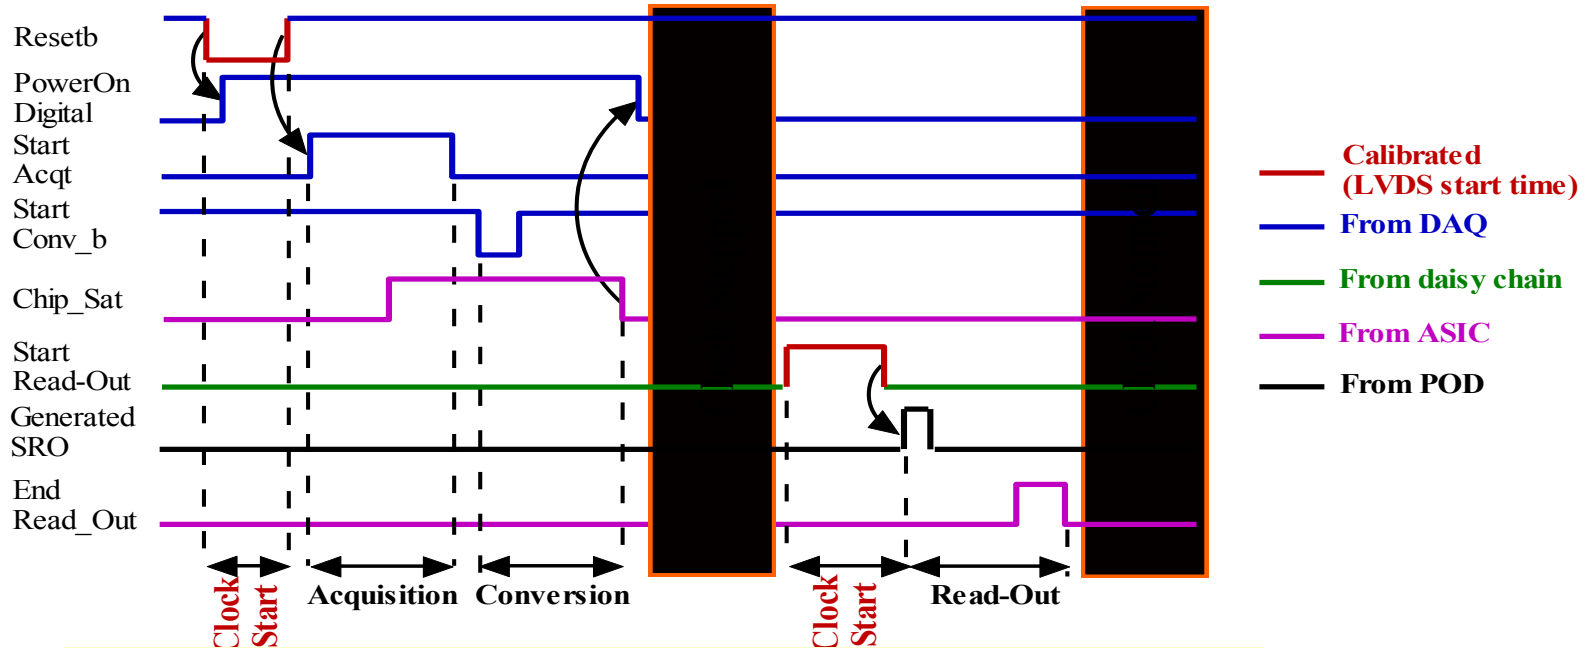 Resetb
PowerOn
Digital
Start
Acqt
Start
Conv_b
Chip_Sat
Start
Read-Out
Generated
SRO
End
Read_Out
Clock
Start
Acquisition
Conversion
Clock
Start
Read-Out
Calibrated
(LVDS start time)
From DAQ
From daisy chain
From ASIC
From POD